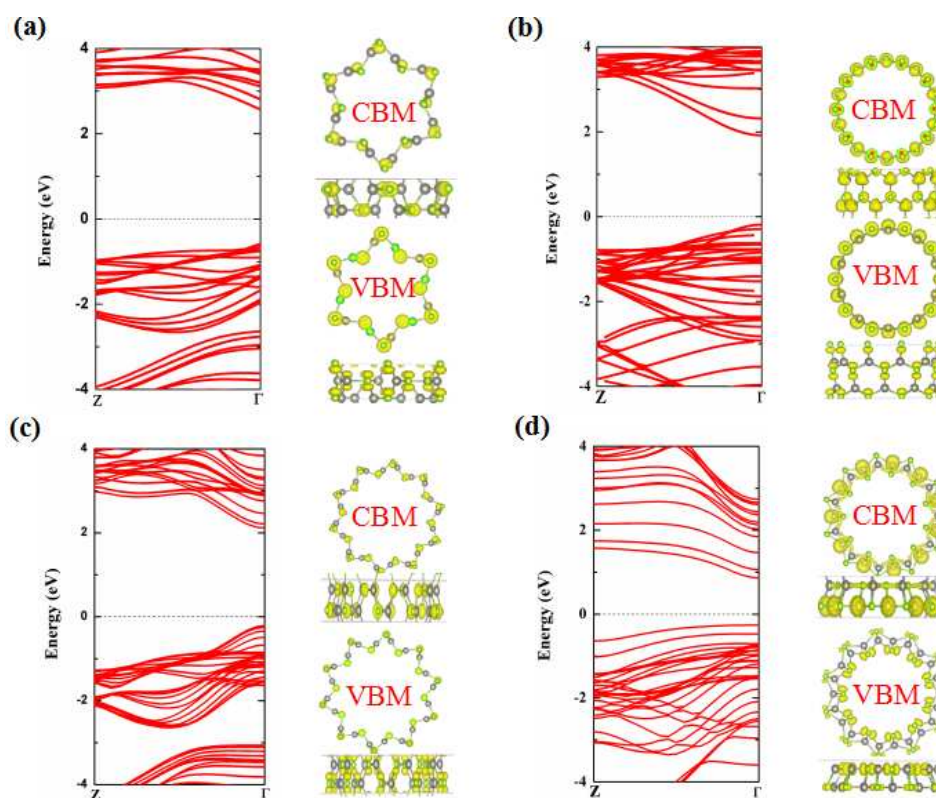 (a)
4
2
0
-2
-4
Energy (eV)
Z
Γ
CBM
VBM
(b)
4
2
0
-2
-4
Energy (eV)
Z
Γ
CBM
VBM
(c)
4
2
0
-2
-4
Energy (eV)
Z
Γ
CBM
VBM
(d)
4
2
0
-2
-4
Energy (eV)
Z
Γ
CBM
VBM